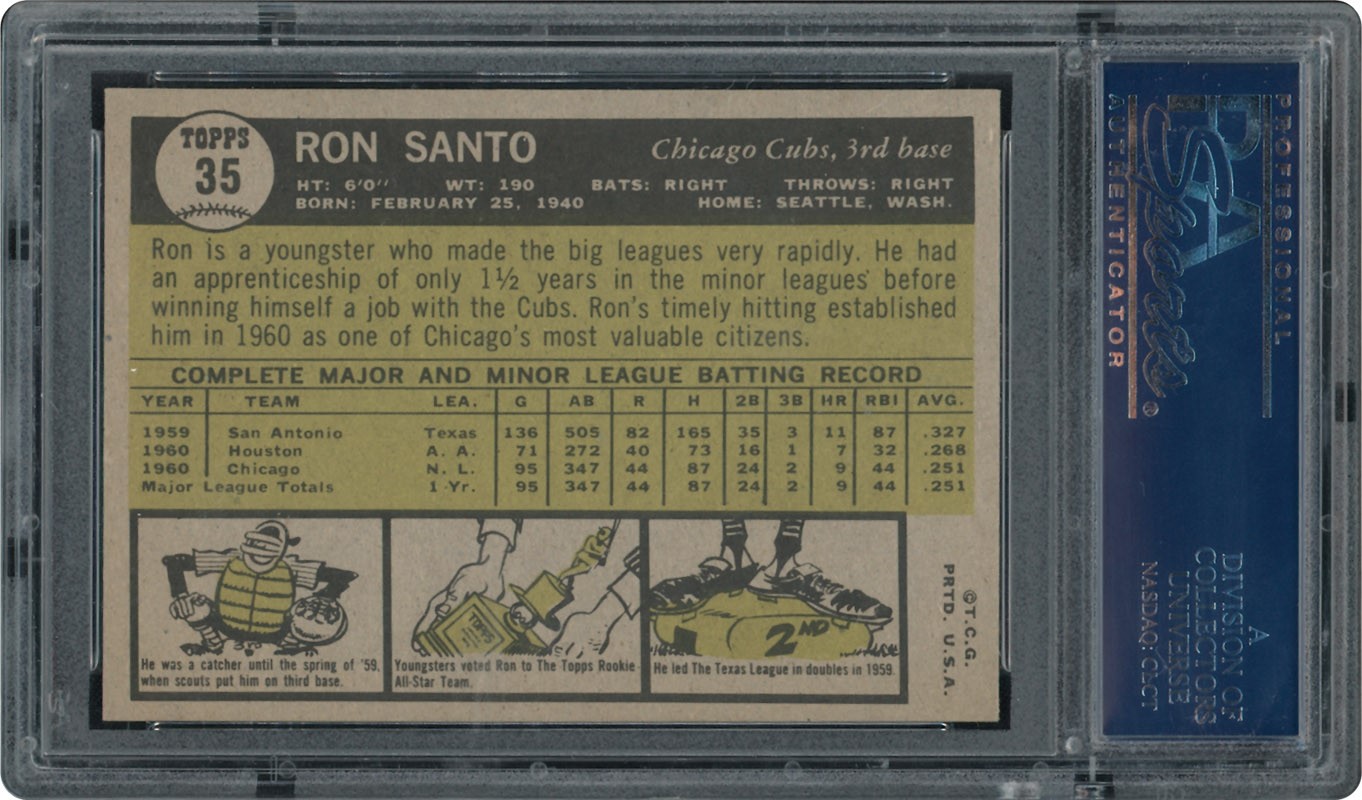 TOPPS
35
RON SANTO
Chicago Cubs, 3rd base
HT: 6'0" WT: 190 BATS: RIGHT THROWS: RIGHT
BORN: FEBRUARY 25, 1940 HOME: SEATTLE, WASH.
Ron is a youngster who made the big leagues very rapidly. He had
an apprenticeship of only 1½ years in the minor leagues before
winning himself a job with the Cubs. Ron's timely hitting established
him in 1960 as one of Chicago's most valuable citizens.
COMPLETE MAJOR AND MINOR LEAGUE BATTING RECORD
YEAR TEAM LEA. G AB R H 2B 3B HR RBI AVG.
1959 San Antonio Texas 136 505 82 165 35 3 11 87 .327
1960 Houston A. A. 71 272 40 73 16 1 7 32 .268
1960 Chicago N. L. 95 347 44 87 24 2 9 44 .251
Major League Totals 1 Yr. 95 347 44 87 24 2 9 44 .251
He was a catcher until the spring of '59,
when scouts put him on third base.
TOPPS
Youngsters voted Ron to The Topps Rookie
All-Star Team.
2ND
He led The Texas League in doubles in 1959.
©T.C.G.
PRTD. U.S.A.
PROFESSIONAL
PSA
Sports
®
AUTHENTICATOR
A
DIVISION OF
COLLECTORS
UNIVERSE
NASDAQ: CLCT